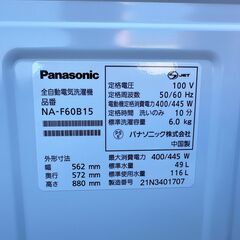 Panasonic
全自動電気洗濯機
品番
NA-F60B15
外形寸法
幅 562 mm
奥行 572 mm
高さ 880 mm
JET
定格電圧 100 V
定格周波数 50/60 Hz
電動機定格消費電力 400/445 W
定格時間 洗いのみ 10 分
標準洗濯容量 6.0 kg
パナソニック株式会社
中国製
最大消費電力 400/445 W
標準水量 49 L
標準使用水量 116 L
製造番号 21N3401707